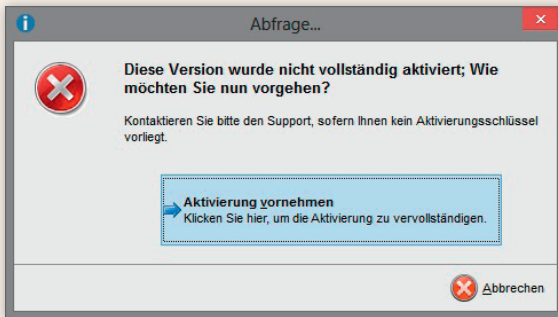 Abfrage...
Diese Version wurde nicht vollständig aktiviert; Wie
möchten Sie nun vorgehen?
Kontaktieren Sie bitte den Support, sofern Ihnen kein Aktivierungsschlüssel
vorliegt.
Aktivierung vornehmen
Klicken Sie hier, um die Aktivierung zu vervollständigen.
Abbrechen